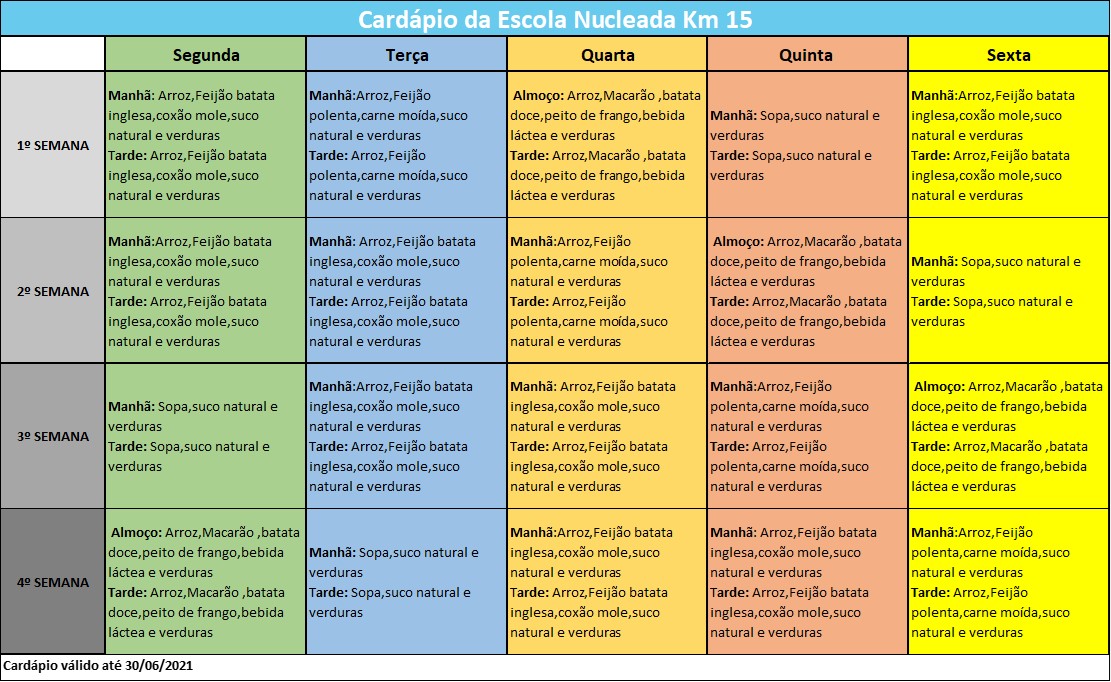 Cardápio da Escola Nucleada Km 15
Segunda
Terça
Quarta
Quinta
Sexta
1º SEMANA
Manhã: Arroz,Feijão batata
inglesa,coxão mole,suco
natural e verduras
Tarde: Arroz,Feijão batata
inglesa,coxão mole,suco
natural e verduras
Manhã:Arroz,Feijão
polenta,carne moída,suco
natural e verduras
Tarde: Arroz,Feijão
polenta,carne moída,suco
natural e verduras
Almoço: Arroz,Macarão ,batata
doce,peito de frango,bebida
láctea e verduras
Tarde: Arroz,Macarão ,batata
doce,peito de frango,bebida
láctea e verduras
Manhã: Sopa,suco natural e
verduras
Tarde: Sopa,suco natural e
verduras
Manhã:Arroz,Feijão batata
inglesa,coxão mole,suco
natural e verduras
Tarde: Arroz,Feijão batata
inglesa,coxão mole,suco
natural e verduras
2º SEMANA
Manhã:Arroz,Feijão batata
inglesa,coxão mole,suco
natural e verduras
Tarde: Arroz,Feijão batata
inglesa,coxão mole,suco
natural e verduras
Manhã: Arroz,Feijão batata
inglesa,coxão mole,suco
natural e verduras
Tarde: Arroz,Feijão batata
inglesa,coxão mole,suco
natural e verduras
Manhã:Arroz,Feijão
polenta,carne moída,suco
natural e verduras
Tarde: Arroz,Feijão
polenta,carne moída,suco
natural e verduras
Almoço: Arroz,Macarão ,batata
doce,peito de frango,bebida
láctea e verduras
Tarde: Arroz,Macarão ,batata
doce,peito de frango,bebida
láctea e verduras
Manhã: Sopa,suco natural e
verduras
Tarde: Sopa,suco natural e
verduras
3º SEMANA
Manhã: Sopa,suco natural e
verduras
Tarde: Sopa,suco natural e
verduras
Manhã:Arroz,Feijão batata
inglesa,coxão mole,suco
natural e verduras
Tarde: Arroz,Feijão batata
inglesa,coxão mole,suco
natural e verduras
Manhã: Arroz,Feijão batata
inglesa,coxão mole,suco
natural e verduras
Tarde: Arroz,Feijão batata
inglesa,coxão mole,suco
natural e verduras
Manhã:Arroz,Feijão
polenta,carne moída,suco
natural e verduras
Tarde: Arroz,Feijão
polenta,carne moída,suco
natural e verduras
Almoço: Arroz,Macarão ,batata
doce,peito de frango,bebida
láctea e verduras
Tarde: Arroz,Macarão ,batata
doce,peito de frango,bebida
láctea e verduras
4º SEMANA
Almoço: Arroz,Macarão ,batata
doce,peito de frango,bebida
láctea e verduras
Tarde: Arroz,Macarão ,batata
doce,peito de frango,bebida
láctea e verduras
Manhã: Sopa,suco natural e
verduras
Tarde: Sopa,suco natural e
verduras
Manhã:Arroz,Feijão batata
inglesa,coxão mole,suco
natural e verduras
Tarde: Arroz,Feijão batata
inglesa,coxão mole,suco
natural e verduras
Manhã: Arroz,Feijão batata
inglesa,coxão mole,suco
natural e verduras
Tarde: Arroz,Feijão batata
inglesa,coxão mole,suco
natural e verduras
Manhã:Arroz,Feijão
polenta,carne moída,suco
natural e verduras
Tarde: Arroz,Feijão
polenta,carne moída,suco
natural e verduras
Cardápio válido até 30/06/2021